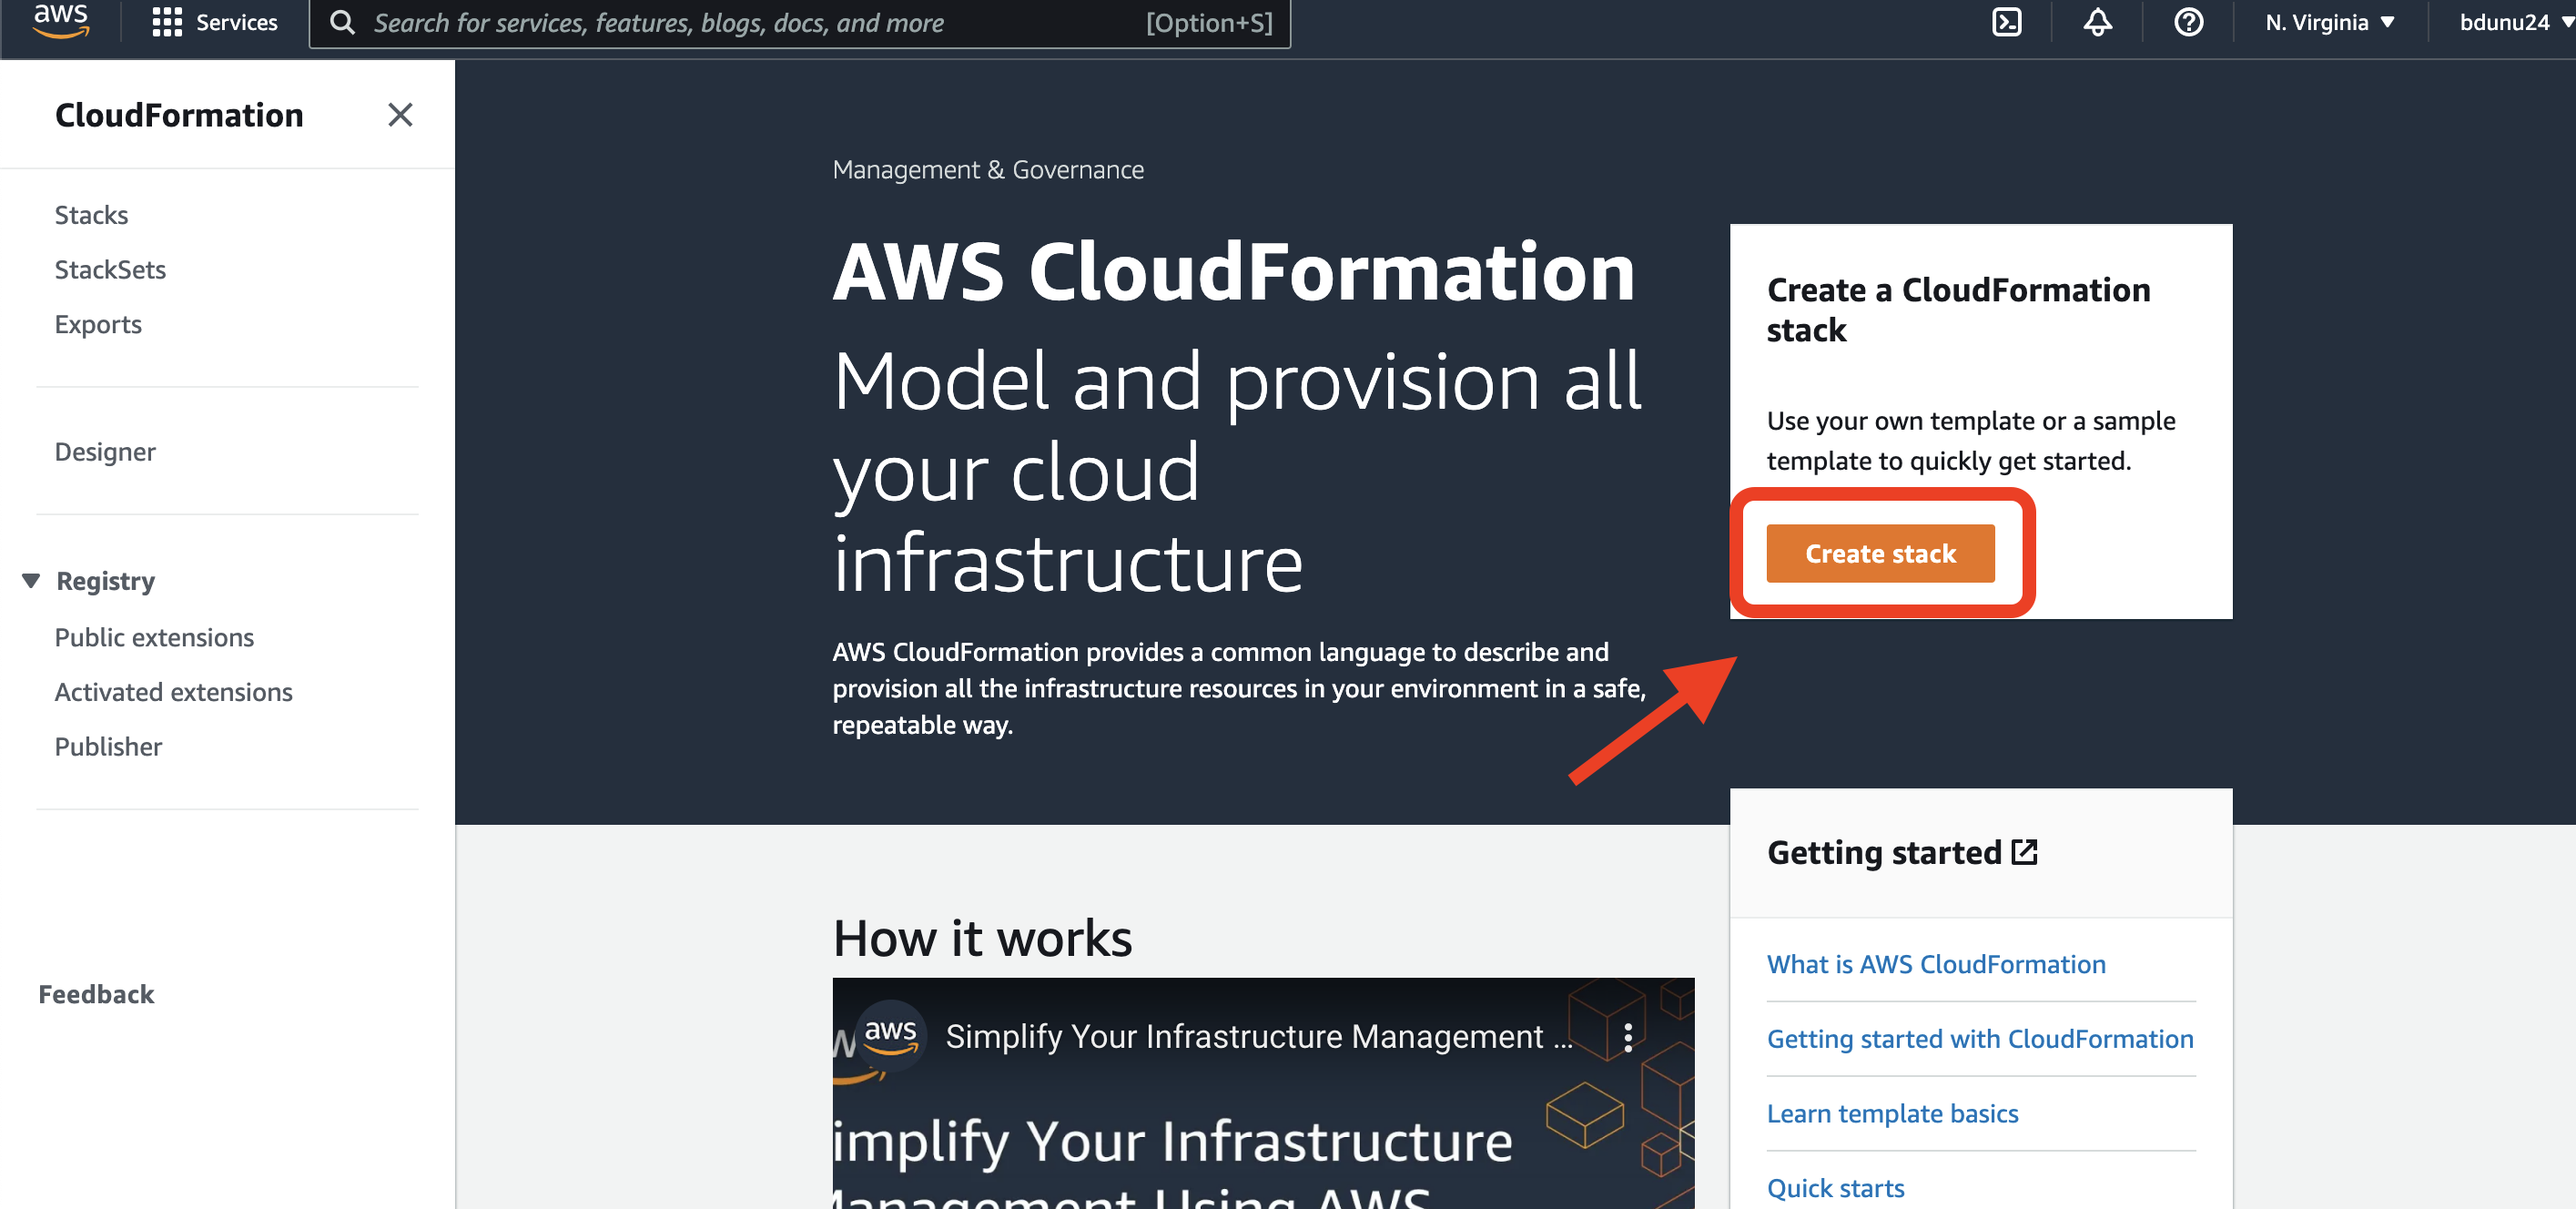 aws
Services
Search for services, features, blogs, docs, and more
[Option+S]
N. Virginia
bdunu24
CloudFormation
Stacks
StackSets
Exports
Designer
Registry
Public extensions
Activated extensions
Publisher
Feedback
Management & Governance
AWS CloudFormation
Model and provision all
your cloud
infrastructure
AWS CloudFormation provides a common language to describe and
provision all the infrastructure resources in your environment in a safe,
repeatable way.
Create a CloudFormation
stack
Use your own template or a sample
template to quickly get started.
Create stack
How it works
aws
Simplify Your Infrastructure Management ...
implify Your Infrastructure
anagement Using AWS
Getting started
What is AWS CloudFormation
Getting started with CloudFormation
Learn template basics
Quick starts